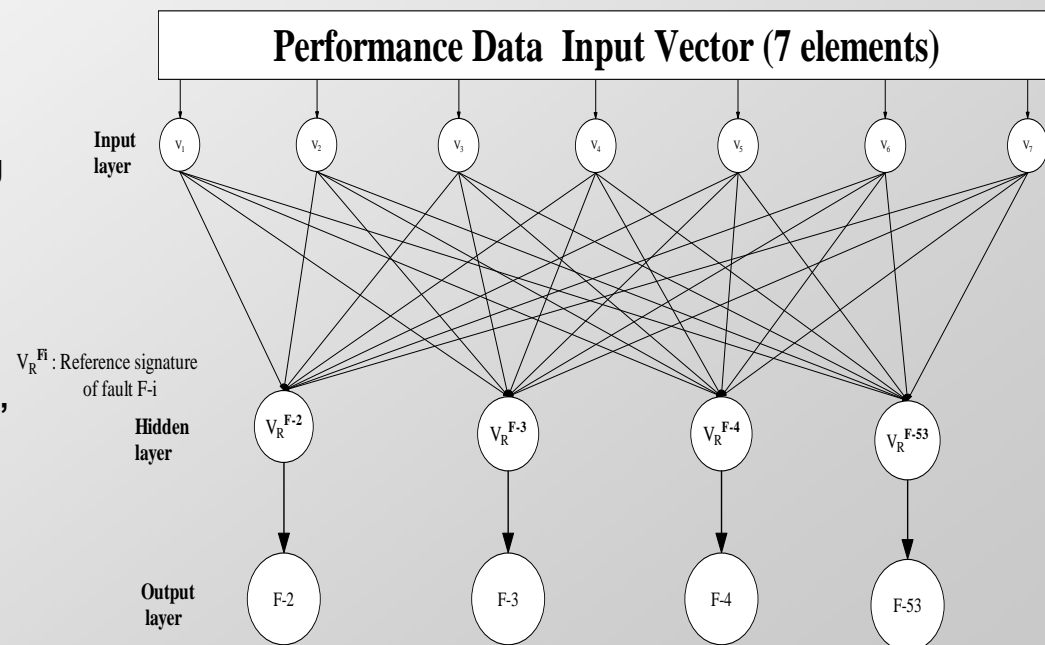 Performance Data Input Vector (7 elements)
Input
layer
V1 V2 V3 V4 V5 V6 V7
VR^Fi : Reference signature
of fault F-i
,
Hidden
layer
VR^F-2 VR^F-3 VR^F-4 VR^F-53
Output
layer
F-2 F-3 F-4 F-53